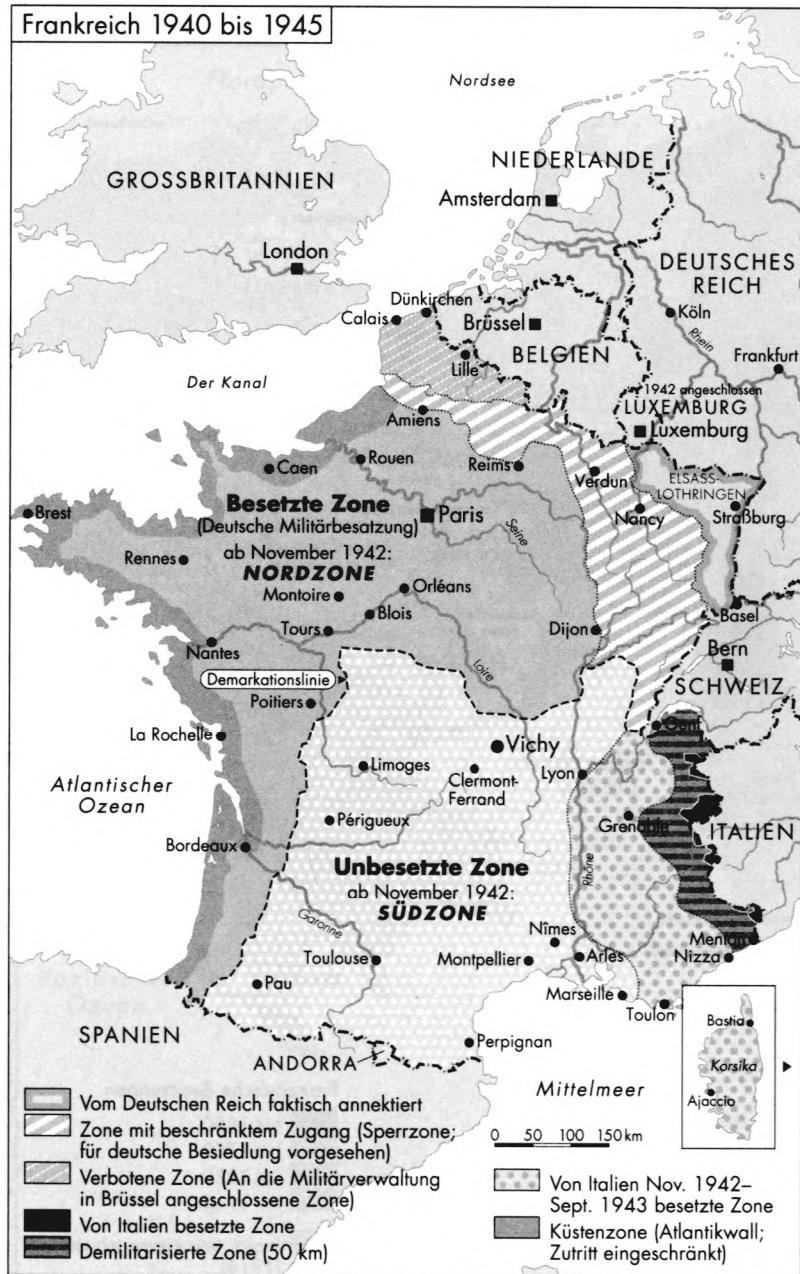 Frankreich 1940 bis 1945
Nordsee
NIEDERLANDE
GROSSBRITANNIEN
Amsterdam
London
DEUTSCHES
REICH
Dünkirchen
Calais
Brüssel
Köln
Rhein
Lille
BELGIEN
Frankfurt
Der Kanal
1942 angeschlossen
LUXEMBURG
Amiens
Luxemburg
Rouen
Caen
Reims
Verdun
ELSASS-
LOTHRINGEN
Besetzte Zone
(Deutsche Militärbesatzung)
ab November 1942:
NORDZONE
Paris
Seine
Nancy
Straßburg
Brest
Rennes
Orléans
Montoire
Blois
Basel
Tours
Dijon
Nantes
Bern
Loire
Demarkationslinie
SCHWEIZ
Poitiers
La Rochelle
Vichy
Genf
Limoges
Clermont-
Ferrand
Lyon
Atlantischer
Ozean
Périgueux
Grenoble
ITALIEN
Bordeaux
Unbesetzte Zone
ab November 1942:
SÜDZONE
Rhône
Garonne
Nîmes
Menton
Toulouse
Montpellier
Arles
Nizza
Pau
Marseille
Toulon
SPANIEN
Bastia
Perpignan
ANDORRA
Korsika
Mittelmeer
Ajaccio
Vom Deutschen Reich faktisch annektiert
Zone mit beschränktem Zugang (Sperrzone;
für deutsche Besiedlung vorgesehen)
Verbotene Zone (An die Militärverwaltung
in Brüssel angeschlossene Zone)
Von Italien besetzte Zone
Demilitarisierte Zone (50 km)
0 50 100 150 km
Von Italien Nov. 1942–
Sept. 1943 besetzte Zone
Küstenzone (Atlantikwall;
Zutritt eingeschränkt)